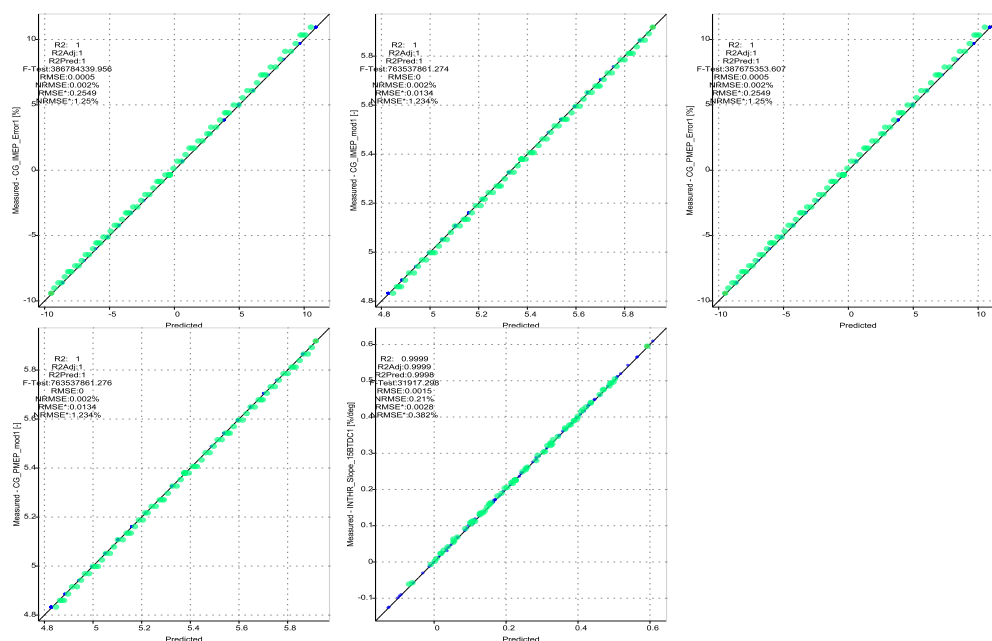 10
5
0
-5
-10
R2: 1
R2Adj:1
R2Pred:1
F-Test:386784339.956
RMSE:0.0005
NRMSE:0.002%
RMSE*:0.2549
NRMSE*:1.25%
Measured - CG_IMEP_Error1 [%]
-10 -5 0 5 10
Predicted
5.8
5.6
5.4
5.2
5
4.8
R2: 1
R2Adj:1
R2Pred:1
F-Test:763537861.274
RMSE:0
NRMSE:0.002%
RMSE*:0.0134
NRMSE*:1.234%
Measured - CG_IMEP_mod1 [-]
4.8 5 5.2 5.4 5.6 5.8
Predicted
10
5
0
-5
-10
R2: 1
R2Adj:1
R2Pred:1
F-Test:387675353.607
RMSE:0.0005
NRMSE:0.002%
RMSE*:0.2549
NRMSE*:1.25%
Measured - CG_PMEP_Error1 [%]
-10 -5 0 5 10
Predicted
5.8
5.6
5.4
5.2
5
4.8
R2: 1
R2Adj:1
R2Pred:1
F-Test:763537861.276
RMSE:0
NRMSE:0.002%
RMSE*:0.0134
NRMSE*:1.234%
Measured - CG_PMEP_mod1 [-]
4.8 5 5.2 5.4 5.6 5.8
Predicted
0.6
0.5
0.4
0.3
0.2
0.1
0
-0.1
R2: 0.9999
R2Adj:0.9999
R2Pred:0.9998
F-Test:31917.298
RMSE:0.0015
NRMSE:0.21%
RMSE*:0.0028
NRMSE*:0.382%
Measured - INTHR_Slope_15BTDC1 [%/deg]
0 0.2 0.4 0.6
Predicted